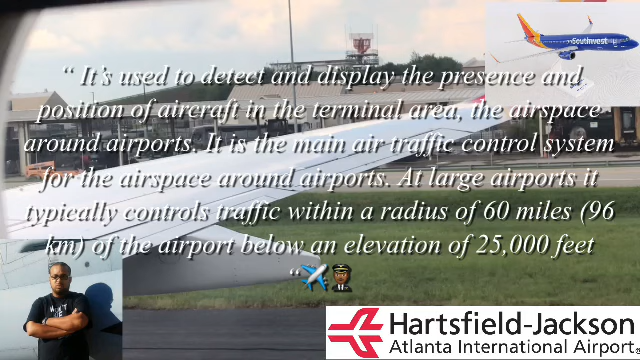 Southwest
“ It's used to detect and display the presence and
position of aircraft in the terminal area, the airspace
around airports. It is the main air traffic control system
for the airspace around airports. At large airports it
typically controls traffic within a radius of 60 miles (96
km) of the airport below an elevation of 25,000 feet
“✈️👨🏾‍✈️
Hartsfield-Jackson
Atlanta International Airport®